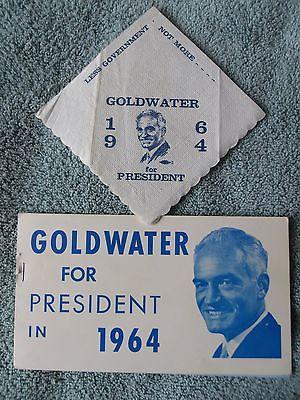 LESS GOVERNMENT NOT MORE - - - -
GOLDWATER
1 6
9 4
for
PRESIDENT
GOLDWATER
FOR
PRESIDENT
IN 1964